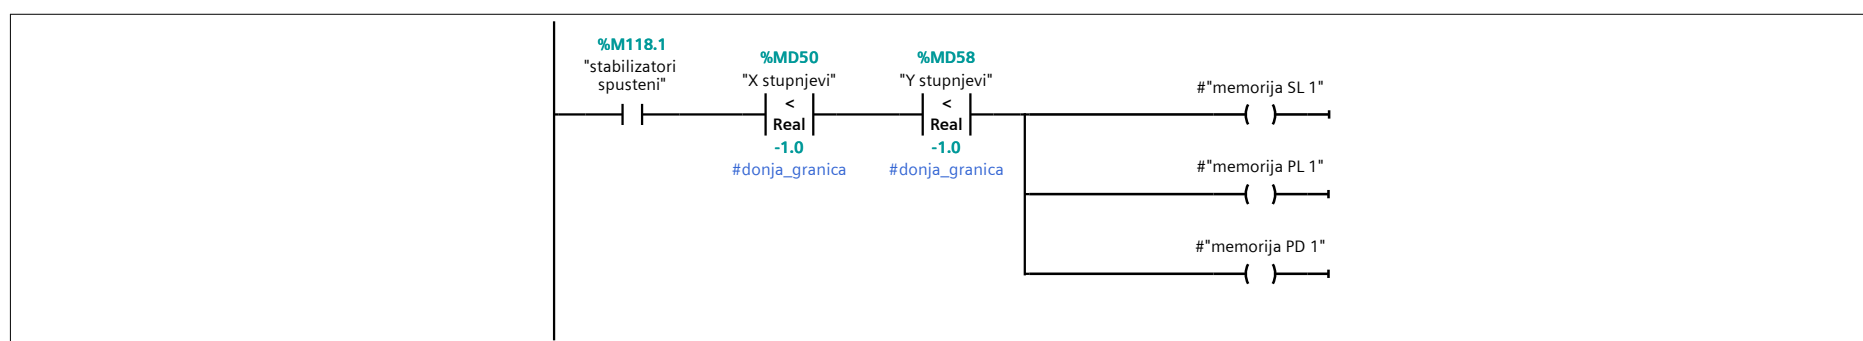 %M118.1
"stabilizatori
spusteni"
%MD50
"X stupnjevi"
<
Real
-1.0
#donja_granica
%MD58
"Y stupnjevi"
<
Real
-1.0
#donja_granica
#"memorija SL 1"
#"memorija PL 1"
#"memorija PD 1"